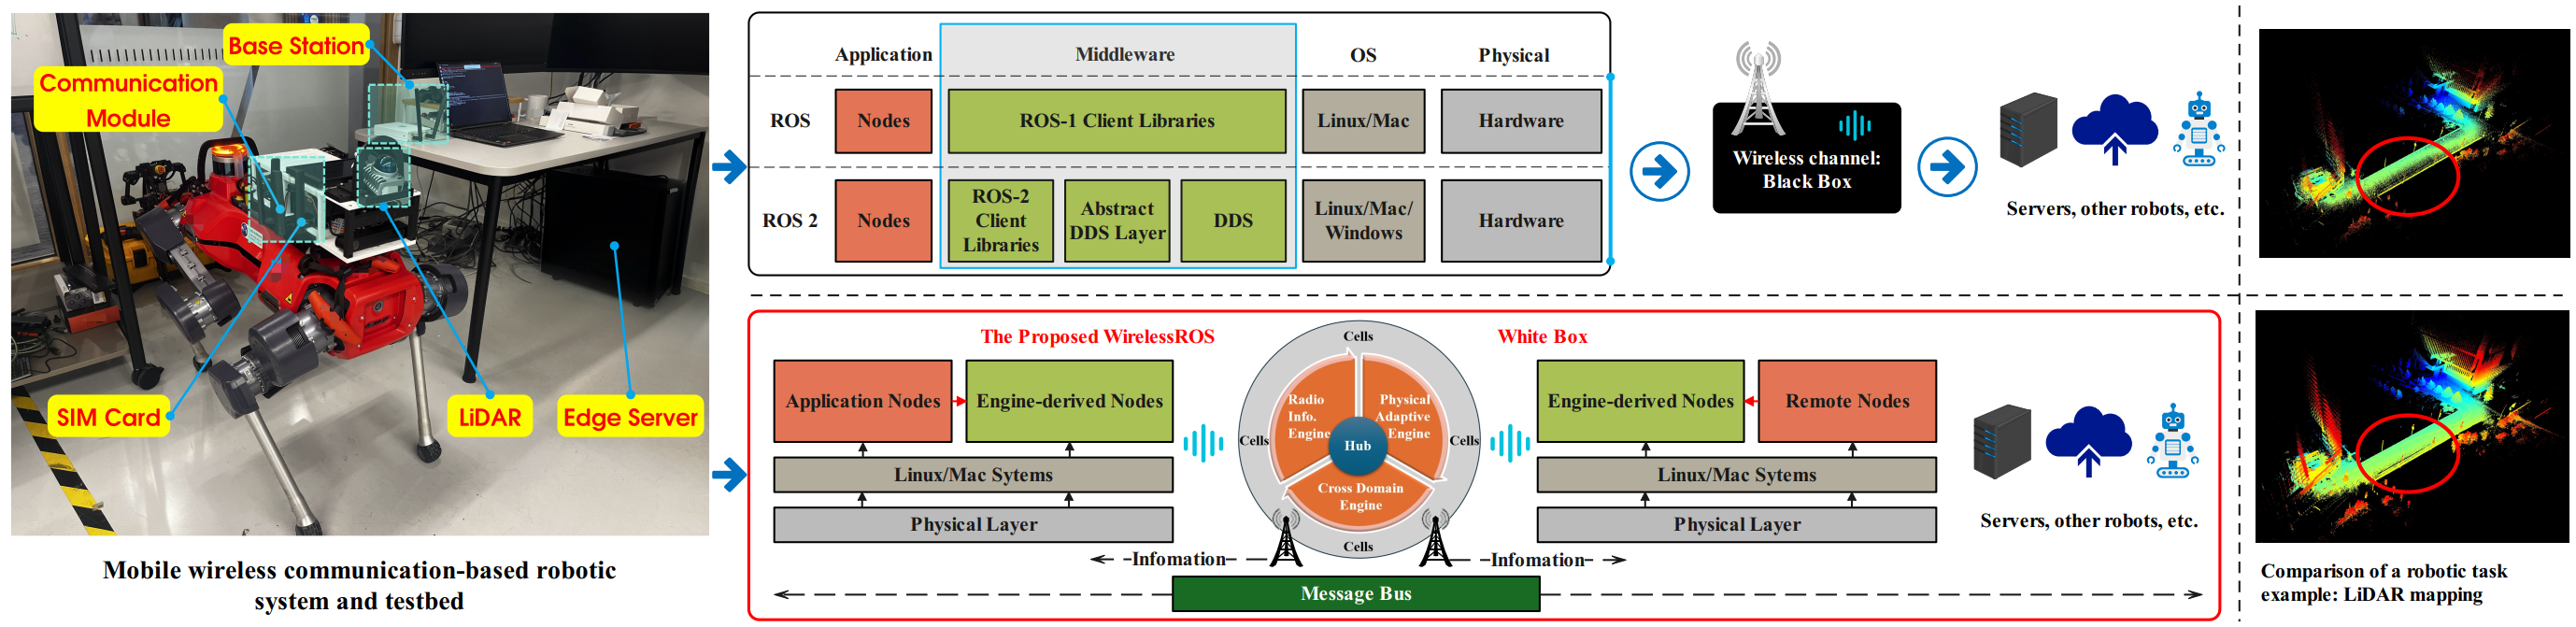 Base Station
Communication
Module
SIM Card
LiDAR
Edge Server
Mobile wireless communication-based robotic
system and testbed
Application
Middleware
OS
Physical
ROS
Nodes
ROS-1 Client Libraries
Linux/Mac
Hardware
ROS 2
Nodes
ROS-2
Client
Libraries
Abstract
DDS Layer
DDS
Linux/Mac/
Windows
Hardware
Wireless channel:
Black Box
Servers, other robots, etc.
The Proposed WirelessROS
White Box
Application Nodes
Engine-derived Nodes
Linux/Mac Sytems
Physical Layer
Cells
Cells
Cells
Cells
Radio
Info.
Engine
Physical
Adaptive
Engine
Hub
Cross Domain
Engine
Infomation
Infomation
Engine-derived Nodes
Remote Nodes
Linux/Mac Sytems
Physical Layer
Servers, other robots, etc.
Message Bus
Comparison of a robotic task
example: LiDAR mapping